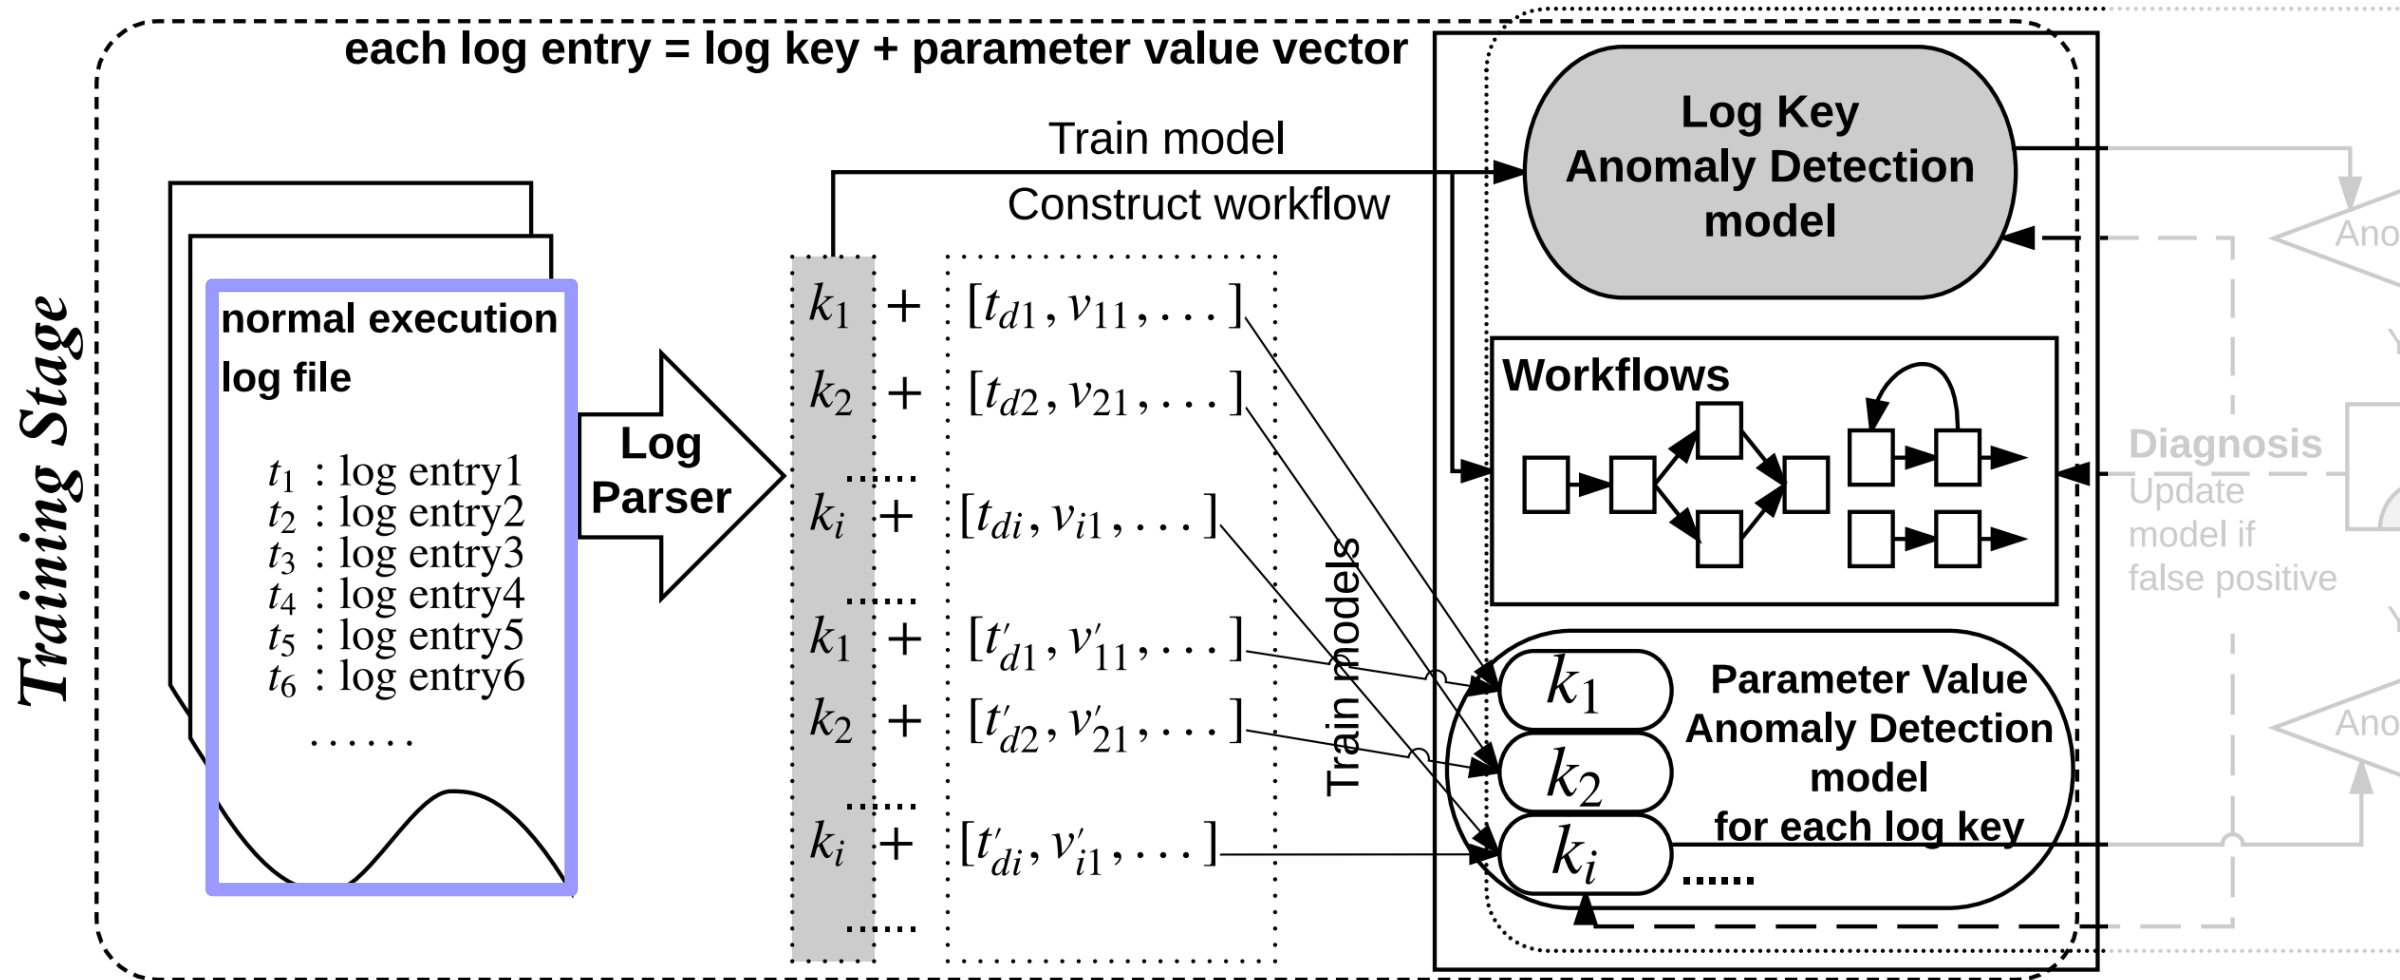 each log entry = log key + parameter value vector
Training Stage
normal execution
log file
t1 : log entry1
t2 : log entry2
t3 : log entry3
t4 : log entry4
t5 : log entry5
t6 : log entry6
......
Log
Parser
k1 + [td1, v11, ...]
k2 + [td2, v21, ...]
......
ki + [tdi, vi1, ...]
......
k1 + [t'd1, v'11, ...]
k2 + [t'd2, v'21, ...]
......
ki + [t'di, v'i1, ...]
......
Train model
Construct workflow
Train models
Log Key
Anomaly Detection
model
Workflows
k1
k2
ki
Parameter Value
Anomaly Detection
model
for each log key
......
Diagnosis
Update
model if
false positive